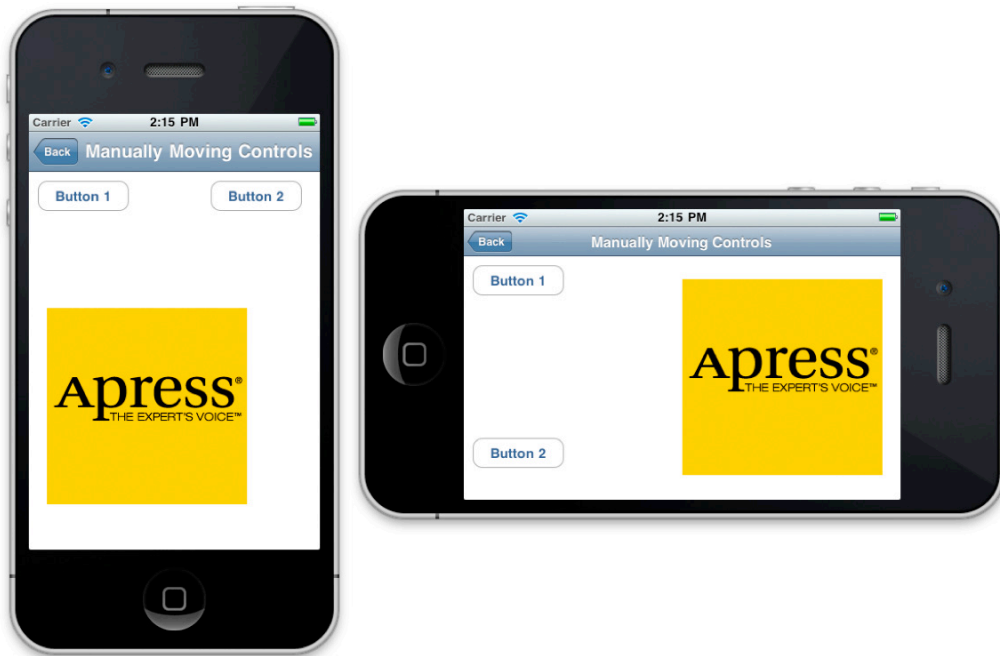 Carrier 2:15 PM
Back Manually Moving Controls
Button 1 Button 2
Apress®
THE EXPERT'S VOICE™
Carrier 2:15 PM
Back Manually Moving Controls
Button 1
Apress®
THE EXPERT'S VOICE™
Button 2